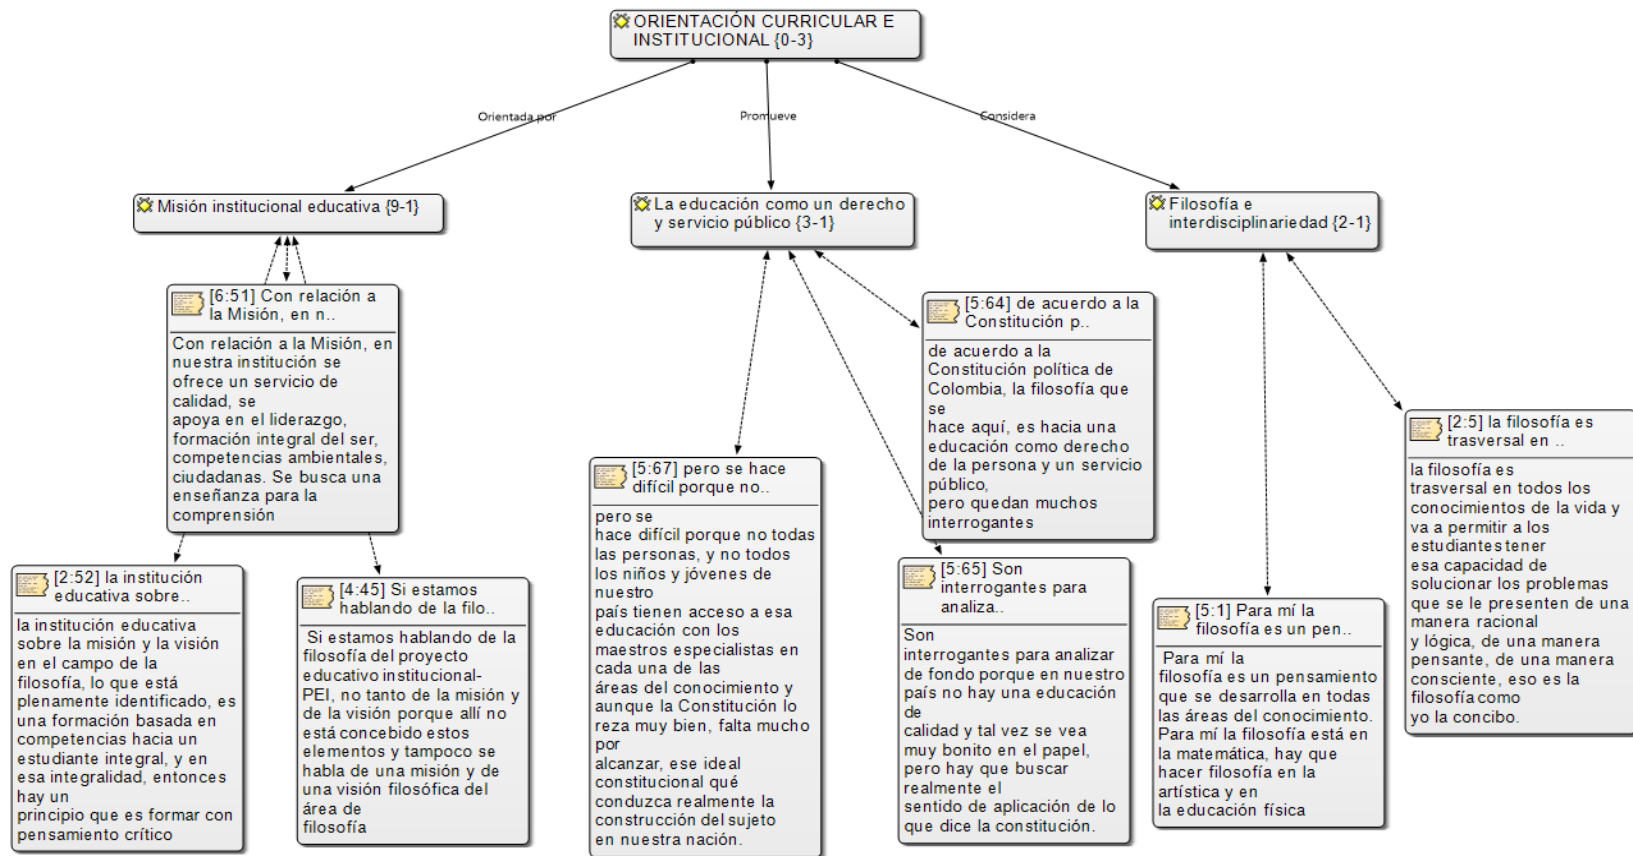 ORIENTACIÓN CURRICULAR E
INSTITUCIONAL {0-3}
Orientada por
Promueve
Considera
Misión institucional educativa {9-1}
La educación como un derecho
y servicio público {3-1}
Filosofía e
interdisciplinariedad {2-1}
[6:51] Con relación a
la Misión, en n..
Con relación a la Misión, en
nuestra institución se
ofrece un servicio de
calidad, se
apoya en el liderazgo,
formación integral del ser,
competencias ambientales,
ciudadanas. Se busca una
enseñanza para la
comprensión
[2:52] la institución
educativa sobre..
la institución educativa
sobre la misión y la visión
en el campo de la
filosofía, lo que está
plenamente identificado, es
una formación basada en
competencias hacia un
estudiante integral, y en
esa integralidad, entonces
hay un
principio que es formar con
pensamiento crítico
[4:45] Si estamos
hablando de la filo..
Si estamos hablando de la
filosofía del proyecto
educativo institucional-
PEI, no tanto de la misión y
de la visión porque allí no
está concebido estos
elementos y tampoco se
habla de una misión y de
una visión filosófica del
área de
filosofía
[5:67] pero se hace
difícil porque no..
pero se
hace difícil porque no todas
las personas, y no todos
los niños y jóvenes de
nuestro
país tienen acceso a esa
educación con los
maestros especialistas en
cada una de las
áreas del conocimiento y
aunque la Constitución lo
reza muy bien, falta mucho
por
alcanzar, ese ideal
constitucional qué
conduzca realmente la
construcción del sujeto
en nuestra nación.
[5:64] de acuerdo a la
Constitución p..
de acuerdo a la
Constitución política de
Colombia, la filosofía que
se
hace aquí, es hacia una
educación como derecho
de la persona y un servicio
público,
pero quedan muchos
interrogantes
[5:65] Son
interrogantes para
analiza..
Son
interrogantes para analizar
de fondo porque en nuestro
país no hay una educación
de
calidad y tal vez se vea
muy bonito en el papel,
pero hay que buscar
realmente el
sentido de aplicación de lo
que dice la constitución.
[5:1] Para mí la
filosofía es un pen..
Para mí la
filosofía es un pensamiento
que se desarrolla en todas
las áreas del conocimiento.
Para mí la filosofía está en
la matemática, hay que
hacer filosofía en la
artística y en
la educación física
[2:5] la filosofía es
trasversal en ..
la filosofía es
trasversal en todos los
conocimientos de la vida y
va a permitir a los
estudiantes tener
esa capacidad de
solucionar los problemas
que se le presenten de una
manera racional
y lógica, de una manera
pensante, de una manera
consciente, eso es la
filosofía como
yo la concibo.